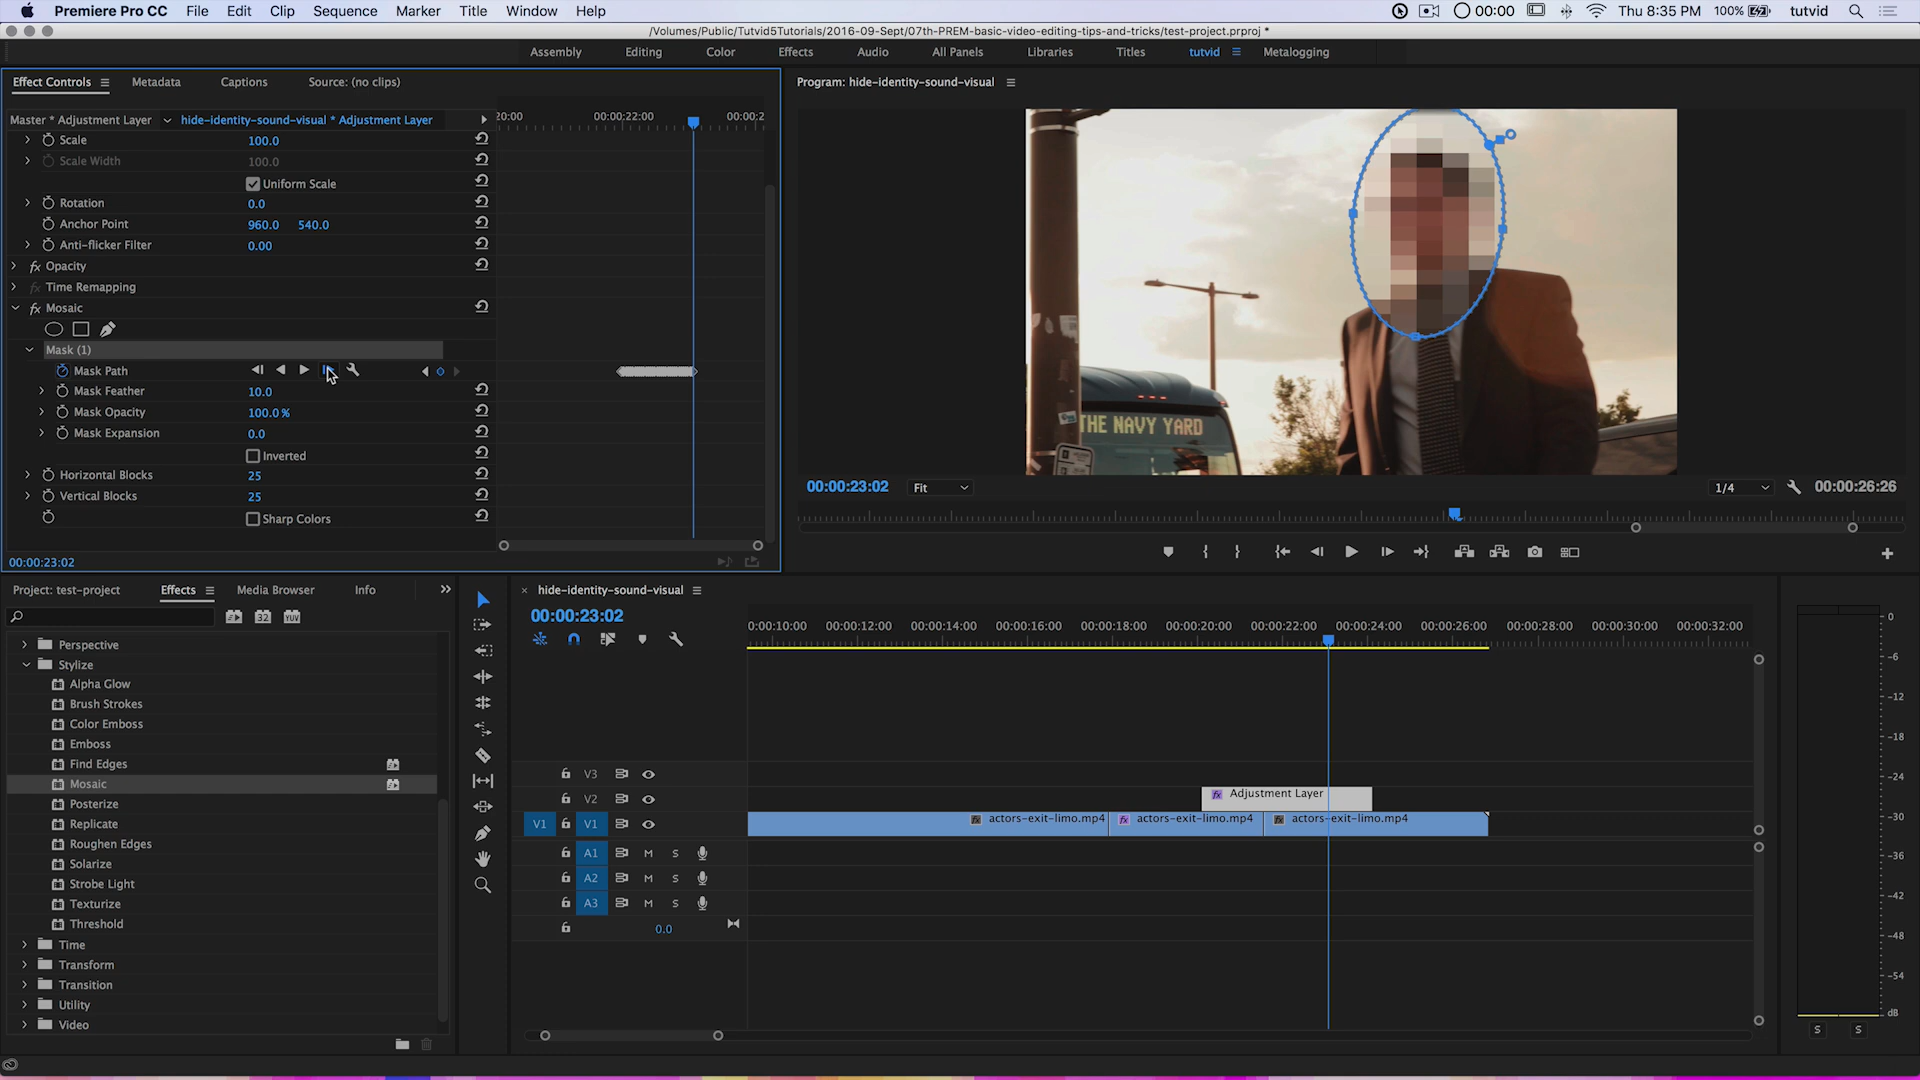 Premiere Pro CC File Edit Clip Sequence Marker Title Window Help 00:00 Thu 8:35 PM 100% tutvid
/Volumes/Public/Tutvid5Tutorials/2016-09-Sept/07th-PREM-basic-video-editing-tips-and-tricks/test-project.prproj *
Assembly Editing Color Effects Audio All Panels Libraries Titles tutvid Metalogging
Effect Controls Metadata Captions Source: (no clips)
Program: hide-identity-sound-visual
Master * Adjustment Layer hide-identity-sound-visual * Adjustment Layer
20:00 00:00:22:00 00:00:2
Scale 100.0
Scale Width 100.0
Uniform Scale
Rotation 0.0
Anchor Point 960.0 540.0
Anti-flicker Filter 0.00
fx Opacity
fx Time Remapping
fx Mosaic
Mask (1)
Mask Path
Mask Feather 10.0
Mask Opacity 100.0 %
Mask Expansion 0.0
Inverted
Horizontal Blocks 25
Vertical Blocks 25
Sharp Colors
00:00:23:02
THE NAVY YARD
00:00:23:02 Fit 1/4 00:00:26:26
Project: test-project Effects Media Browser Info
32 YUV
Perspective
Stylize
Alpha Glow
Brush Strokes
Color Emboss
Emboss
Find Edges
Mosaic
Posterize
Replicate
Roughen Edges
Solarize
Strobe Light
Texturize
Threshold
Time
Transform
Transition
Utility
Video
× hide-identity-sound-visual
00:00:23:02
0:00:10:00 00:00:12:00 00:00:14:00 00:00:16:00 00:00:18:00 00:00:20:00 00:00:22:00 00:00:24:00 00:00:26:00 00:00:28:00 00:00:30:00 00:00:32:00
V3
V2 fx Adjustment Layer
V1 V1 fx actors-exit-limo.mp4 fx actors-exit-limo.mp4 fx actors-exit-limo.mp4
A1 M S
A2 M S
A3 M S
0.0
0
-6
-12
-18
-24
-30
-36
-42
-48
-54
dB
S S